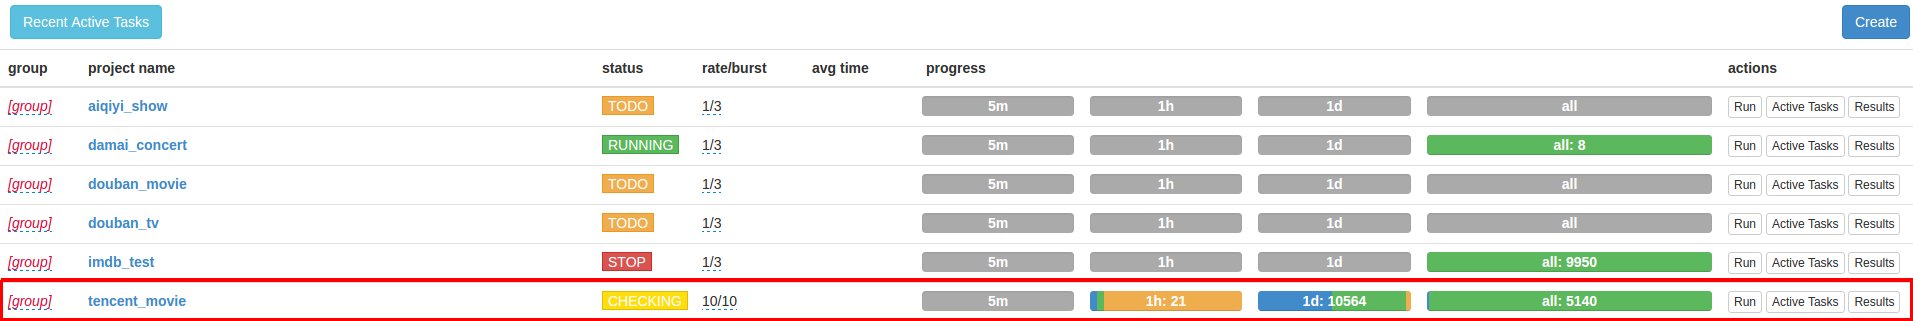 Recent Active Tasks Create
group project name status rate/burst avg time progress actions
[group] aiqiyi_show TODO 1/3 5m 1h 1d all Run Active Tasks Results
[group] damai_concert RUNNING 1/3 5m 1h 1d all: 8 Run Active Tasks Results
[group] douban_movie TODO 1/3 5m 1h 1d all Run Active Tasks Results
[group] douban_tv TODO 1/3 5m 1h 1d all Run Active Tasks Results
[group] imdb_test STOP 1/3 5m 1h 1d all: 9950 Run Active Tasks Results
[group] tencent_movie CHECKING 10/10 5m 1h: 21 1d: 10564 all: 5140 Run Active Tasks Results